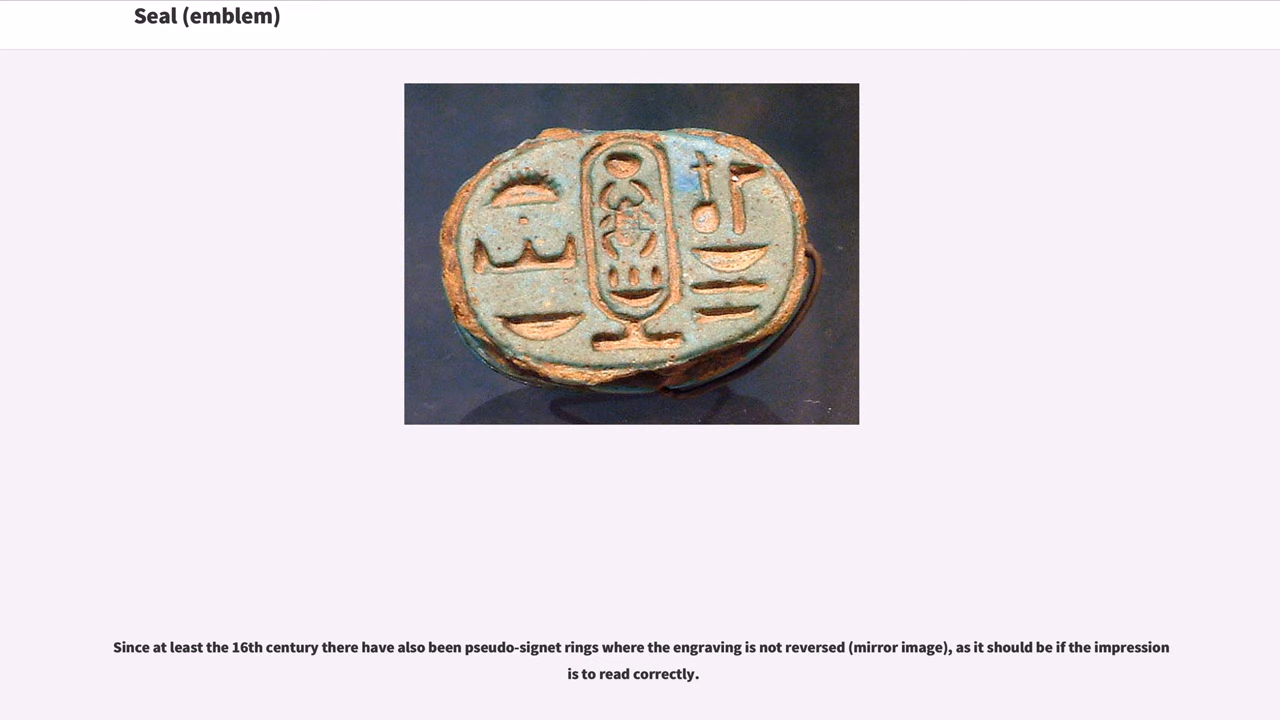 Seal (emblem)
Since at least the 16th century there have also been pseudo-signet rings where the engraving is not reversed (mirror image), as it should be if the impression
is to read correctly.